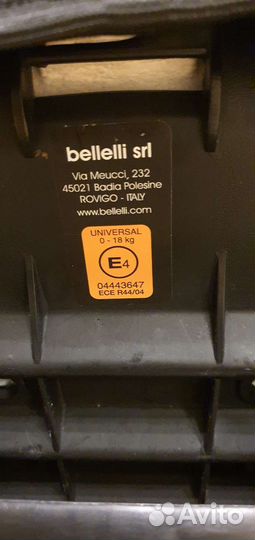 bellelli srl
Via Meucci, 232
45021 Badia Polesine
ROVIGO - ITALY
www.bellelli.com
UNIVERSAL
0 - 18 kg
E4
04443647
ECE R44/04
Avito